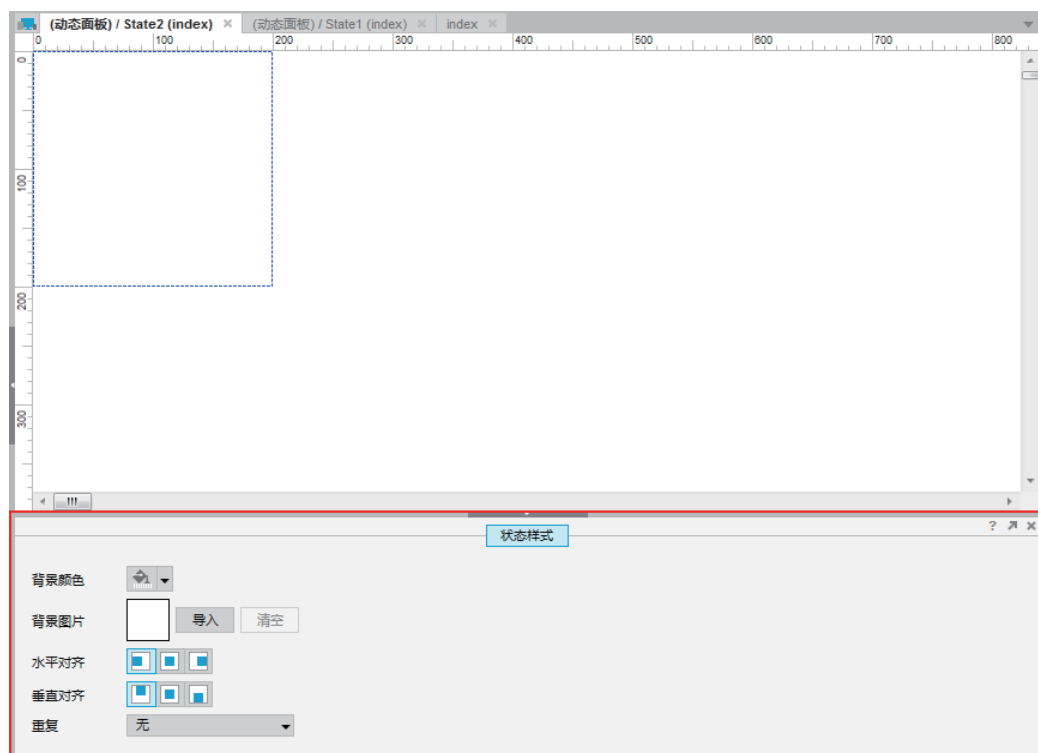 (动态面板) / State2 (index) × (动态面板) / State1 (index) × index ×
0 100 200 300 400 500 600 700 800
0
100
200
300
状态样式
? ×
背景颜色
背景图片 导入 清空
水平对齐
垂直对齐
重复 无